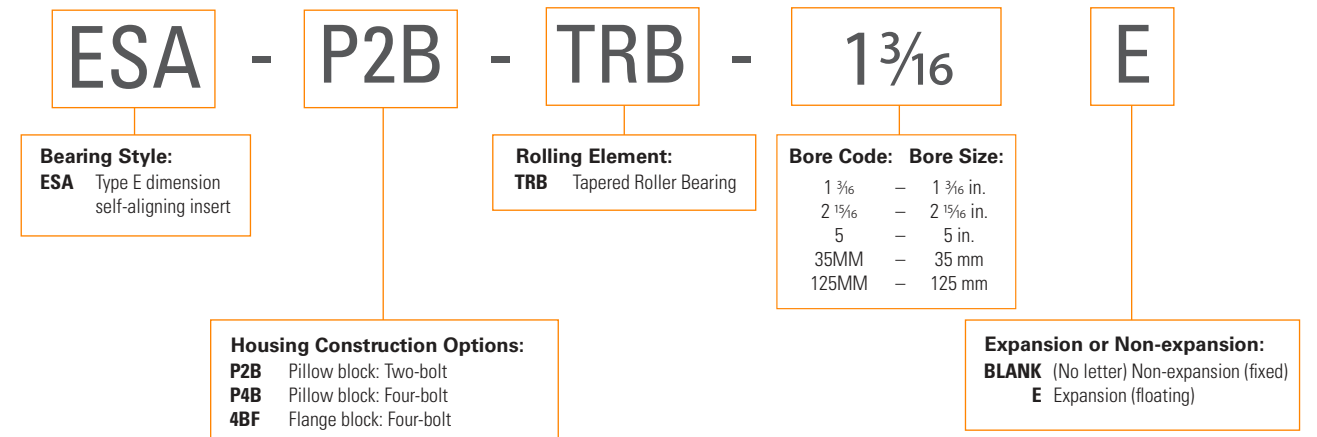 ESA - P2B - TRB - 1 3/16 E
Bearing Style:
ESA Type E dimension
self-aligning insert
Rolling Element:
TRB Tapered Roller Bearing
Bore Code: Bore Size:
1 3/16 – 1 3/16 in.
2 15/16 – 2 15/16 in.
5 – 5 in.
35MM – 35 mm
125MM – 125 mm
Housing Construction Options:
P2B Pillow block: Two-bolt
P4B Pillow block: Four-bolt
4BF Flange block: Four-bolt
Expansion or Non-expansion:
BLANK (No letter) Non-expansion (fixed)
E Expansion (floating)